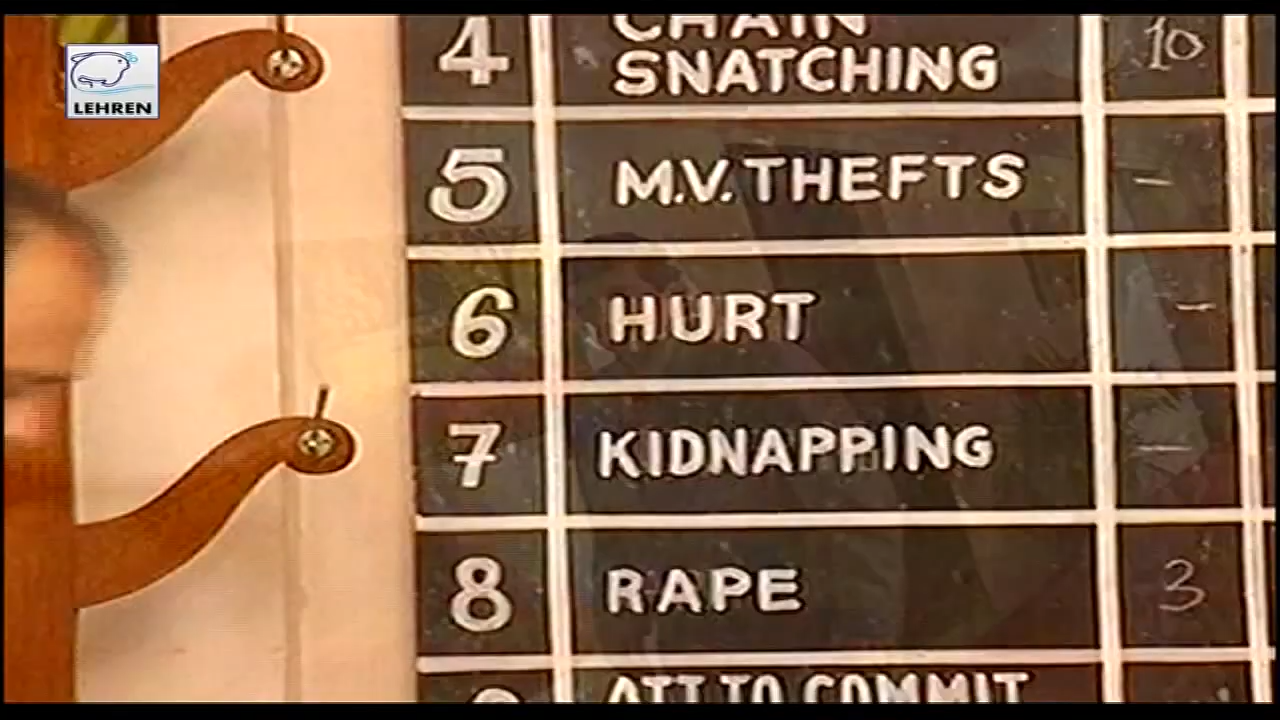 LEHREN
4 CHAIN
SNATCHING 10
5 M.V. THEFTS -
6 HURT -
7 KIDNAPPING -
8 RAPE 3
ATT TO COMMIT